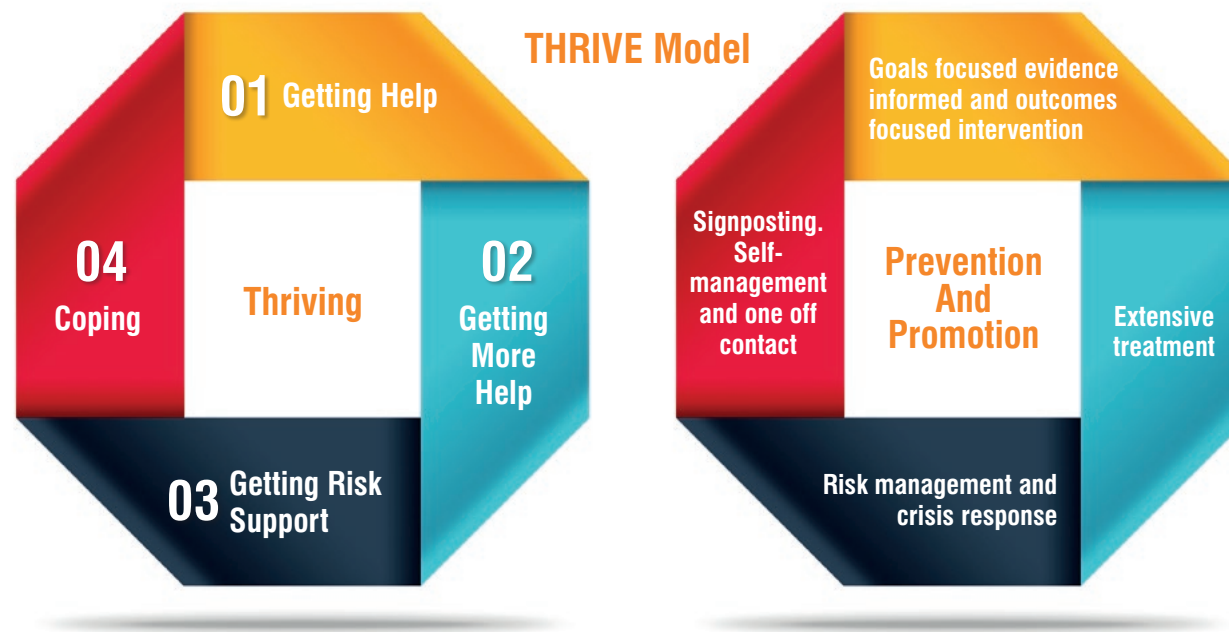 THRIVE Model
01 Getting Help
04
Coping
Thriving
02
Getting
More
Help
03 Getting Risk
Support
Goals focused evidence
informed and outcomes
focused intervention
Signposting.
Self-
management
and one off
contact
Prevention
And
Promotion
Extensive
treatment
Risk management and
crisis response